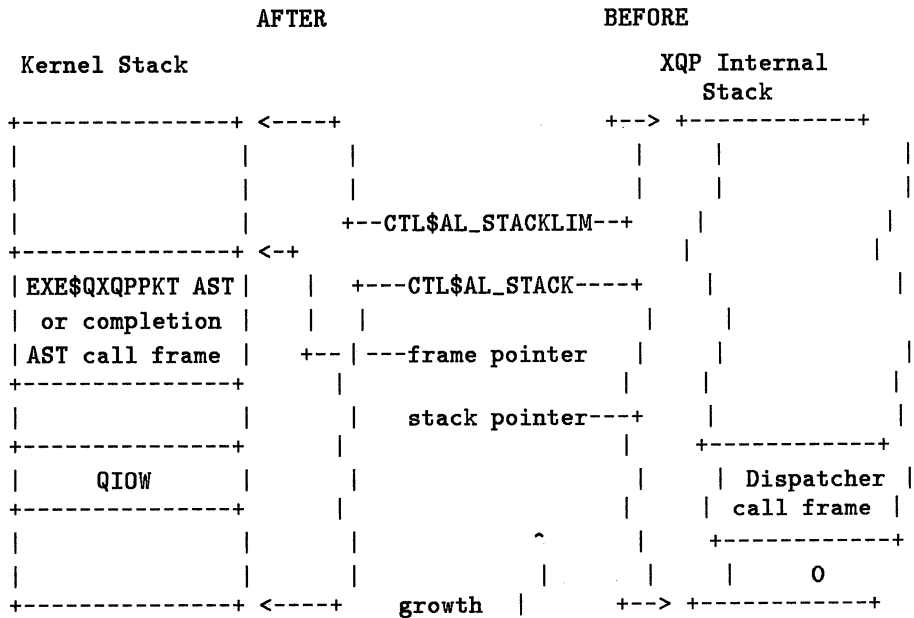 AFTER BEFORE
Kernel Stack XQP Internal
Stack
CTL$AL_STACKLIM
EXE$QXQPPKT AST CTL$AL_STACK
or completion
AST call frame frame pointer
stack pointer
QIOW Dispatcher
call frame
0
growth